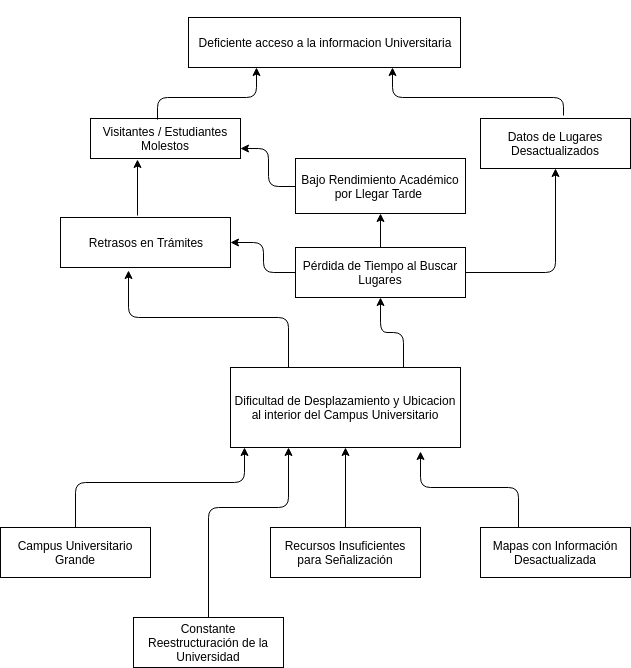 Deficiente acceso a la informacion Universitaria
Visitantes / Estudiantes
Molestos
Datos de Lugares
Desactualizados
Bajo Rendimiento Académico
por Llegar Tarde
Retrasos en Trámites
Pérdida de Tiempo al Buscar
Lugares
Dificultad de Desplazamiento y Ubicacion
al interior del Campus Universitario
Campus Universitario
Grande
Recursos Insuficientes
para Señalización
Mapas con Información
Desactualizada
Constante
Reestructuración de la
Universidad